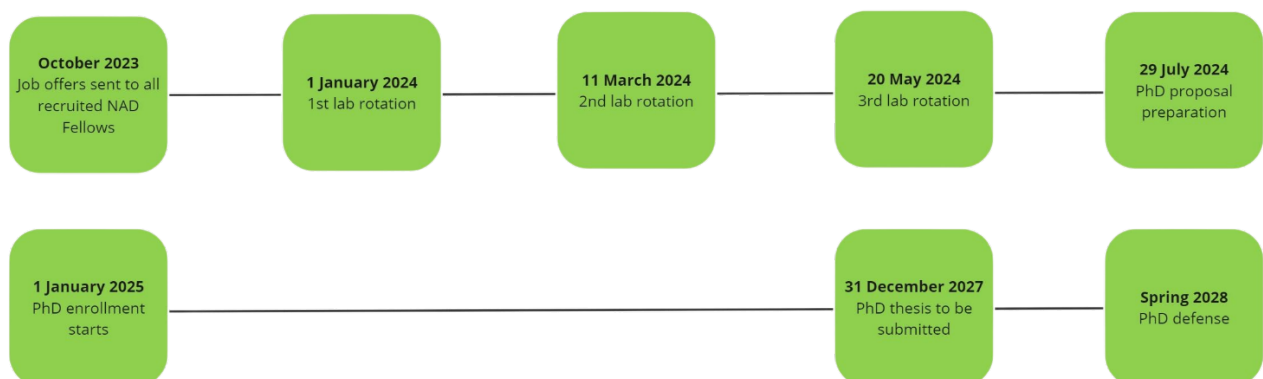 October 2023
Job offers sent to all
recruited NAD
Fellows
1 January 2024
1st lab rotation
11 March 2024
2nd lab rotation
20 May 2024
3rd lab rotation
29 July 2024
PhD proposal
preparation
1 January 2025
PhD enrollment
starts
31 December 2027
PhD thesis to be
submitted
Spring 2028
PhD defense